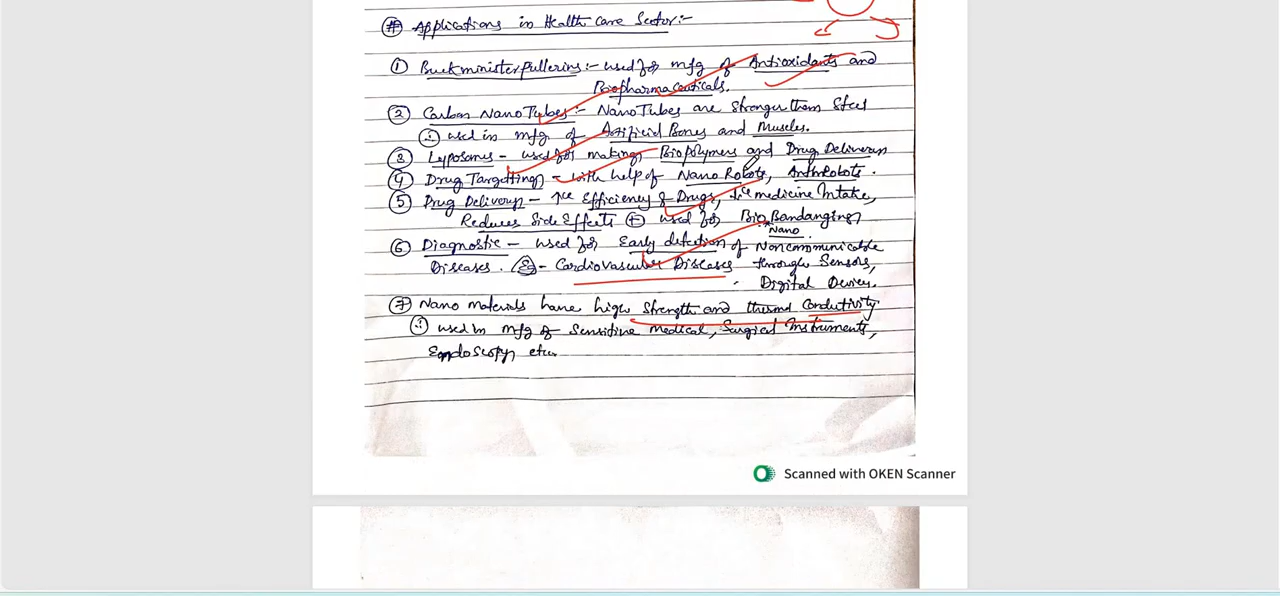 # Applications in Health Care Sector:-
① Buckminister fullerins:- used for mfg of Antioxidants and
Biopharmaceuticals.
② Carbon Nano Tubes:- Nano Tubes are Stronger than Steel
∴ used in mfg of Artificial Bones and Muscles.
③ Lyposomes - used for making Biopolymers and Drug Delivery
④ Drug Targetting - with help of Nano Robots, Anthrobots.
⑤ Drug Delivery - ↑ce Efficiency of Drugs, ↓ce medicine Intake,
Reduces Side Effects ⊕ used for Bio Bandanging
Nano
⑥ Diagnostic - used for Early detection of Noncommunicable
Diseases. Eg - Cardiovascular Diseases through Sensors,
Digital Devices.
⑦ Nano materials have high Strength and thermal Conductivity
∴ used in mfg of Sensitive Medical, Surgical Instruments,
Endoscopy etc.
Scanned with OKEN Scanner